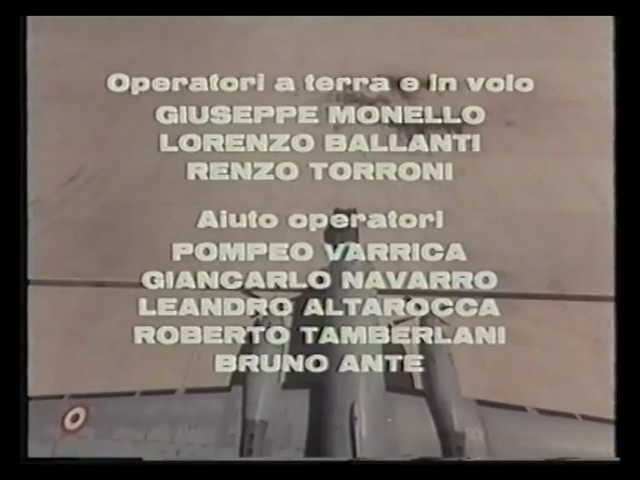 Operatori a terra e in volo
GIUSEPPE MONELLO
LORENZO BALLANTI
RENZO TORRONI
Aiuto operatori
POMPEO VARRICA
GIANCARLO NAVARRO
LEANDRO ALTAROCCA
ROBERTO TAMBERLANI
BRUNO ANTE